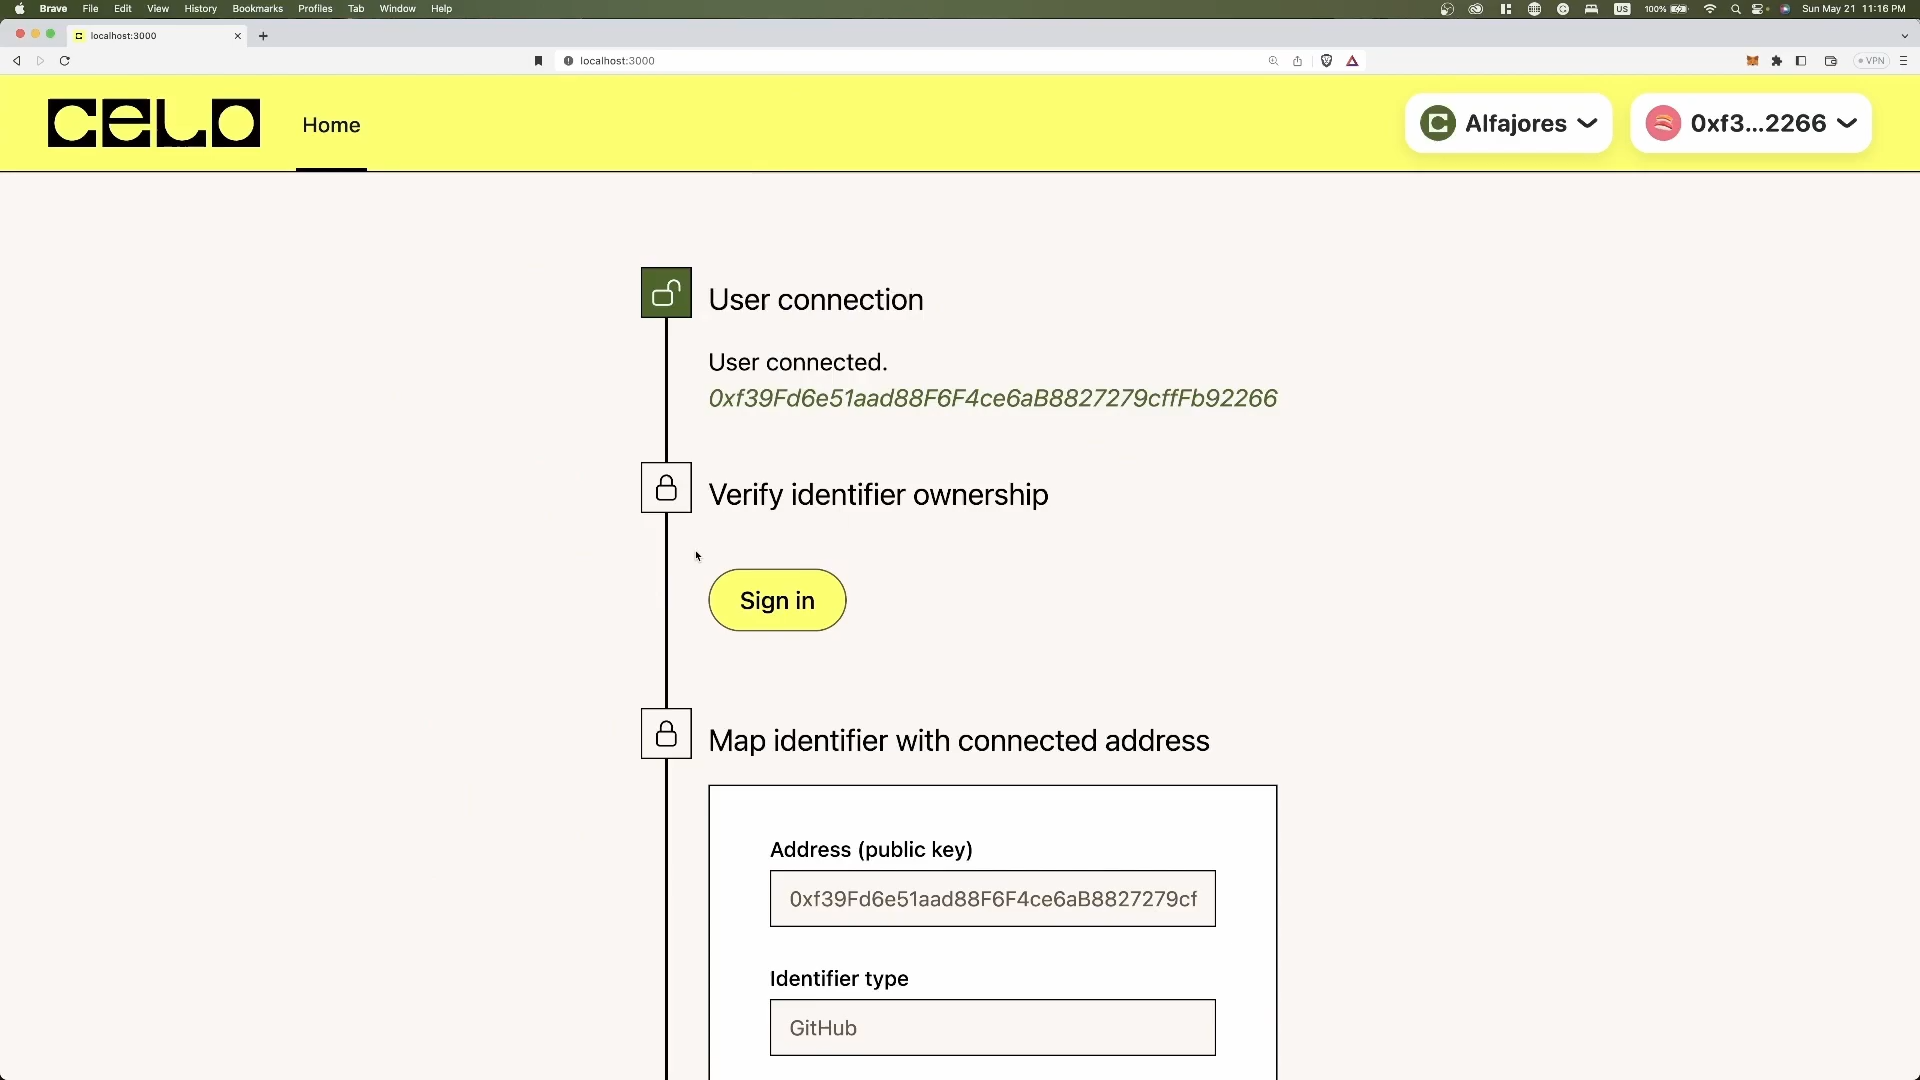 Brave File Edit View History Bookmarks Profiles Tab Window Help US 100% Sun May 21 11:16 PM
localhost:3000
localhost:3000 VPN
CELO Home Alfajores 0xf3...2266
User connection
User connected.
0xf39Fd6e51aad88F6F4ce6aB8827279cffFb92266
Verify identifier ownership
Sign in
Map identifier with connected address
Address (public key)
0xf39Fd6e51aad88F6F4ce6aB8827279cf
Identifier type
GitHub